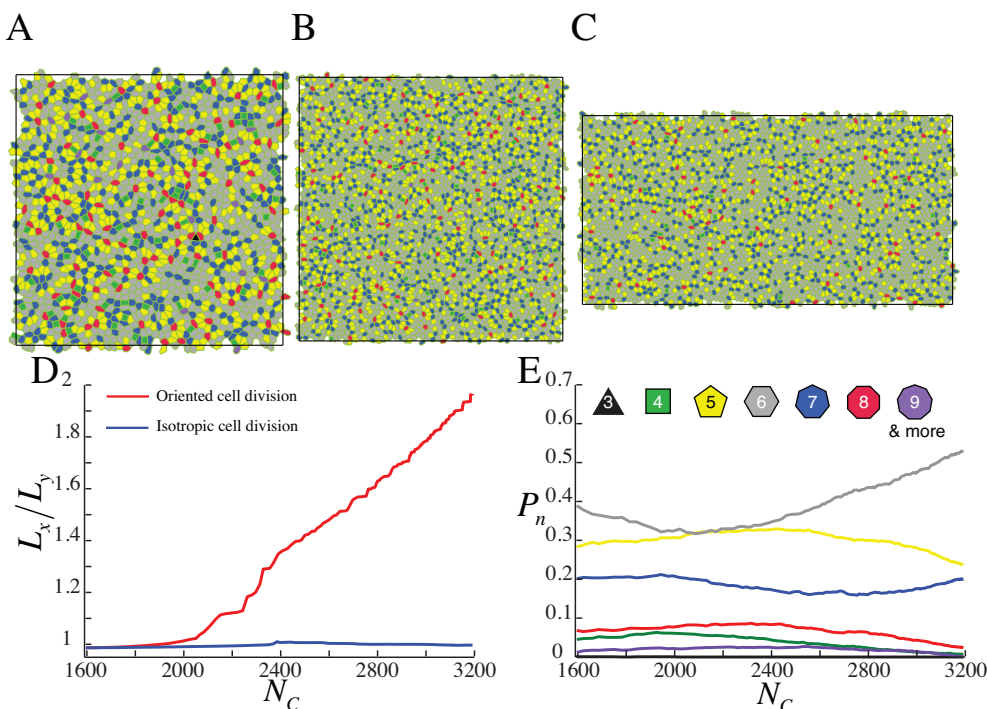 A
B
C
D
2
1.8
1.6
1.4
1.2
1
L_x/L_y
Oriented cell division
Isotropic cell division
1600
2000
2400
2800
3200
N_C
E
0.7
0.6
0.5
0.4
0.3
0.2
0.1
0
P_n
3
4
5
6
7
8
9
& more
1600
2000
2400
2800
3200
N_C